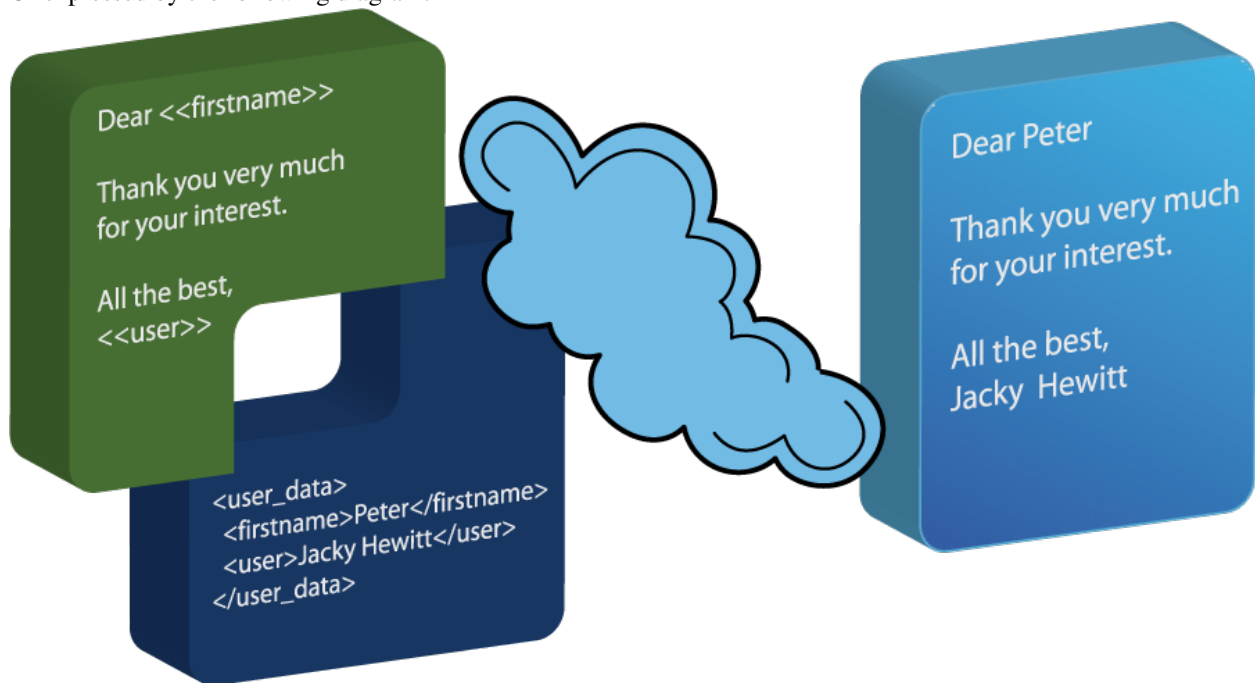 Dear <<firstname>>
Thank you very much
for your interest.
All the best,
<<user>>
<user_data>
<firstname>Peter</firstname>
<user>Jacky Hewitt</user>
</user_data>
Dear Peter
Thank you very much
for your interest.
All the best,
Jacky  Hewitt